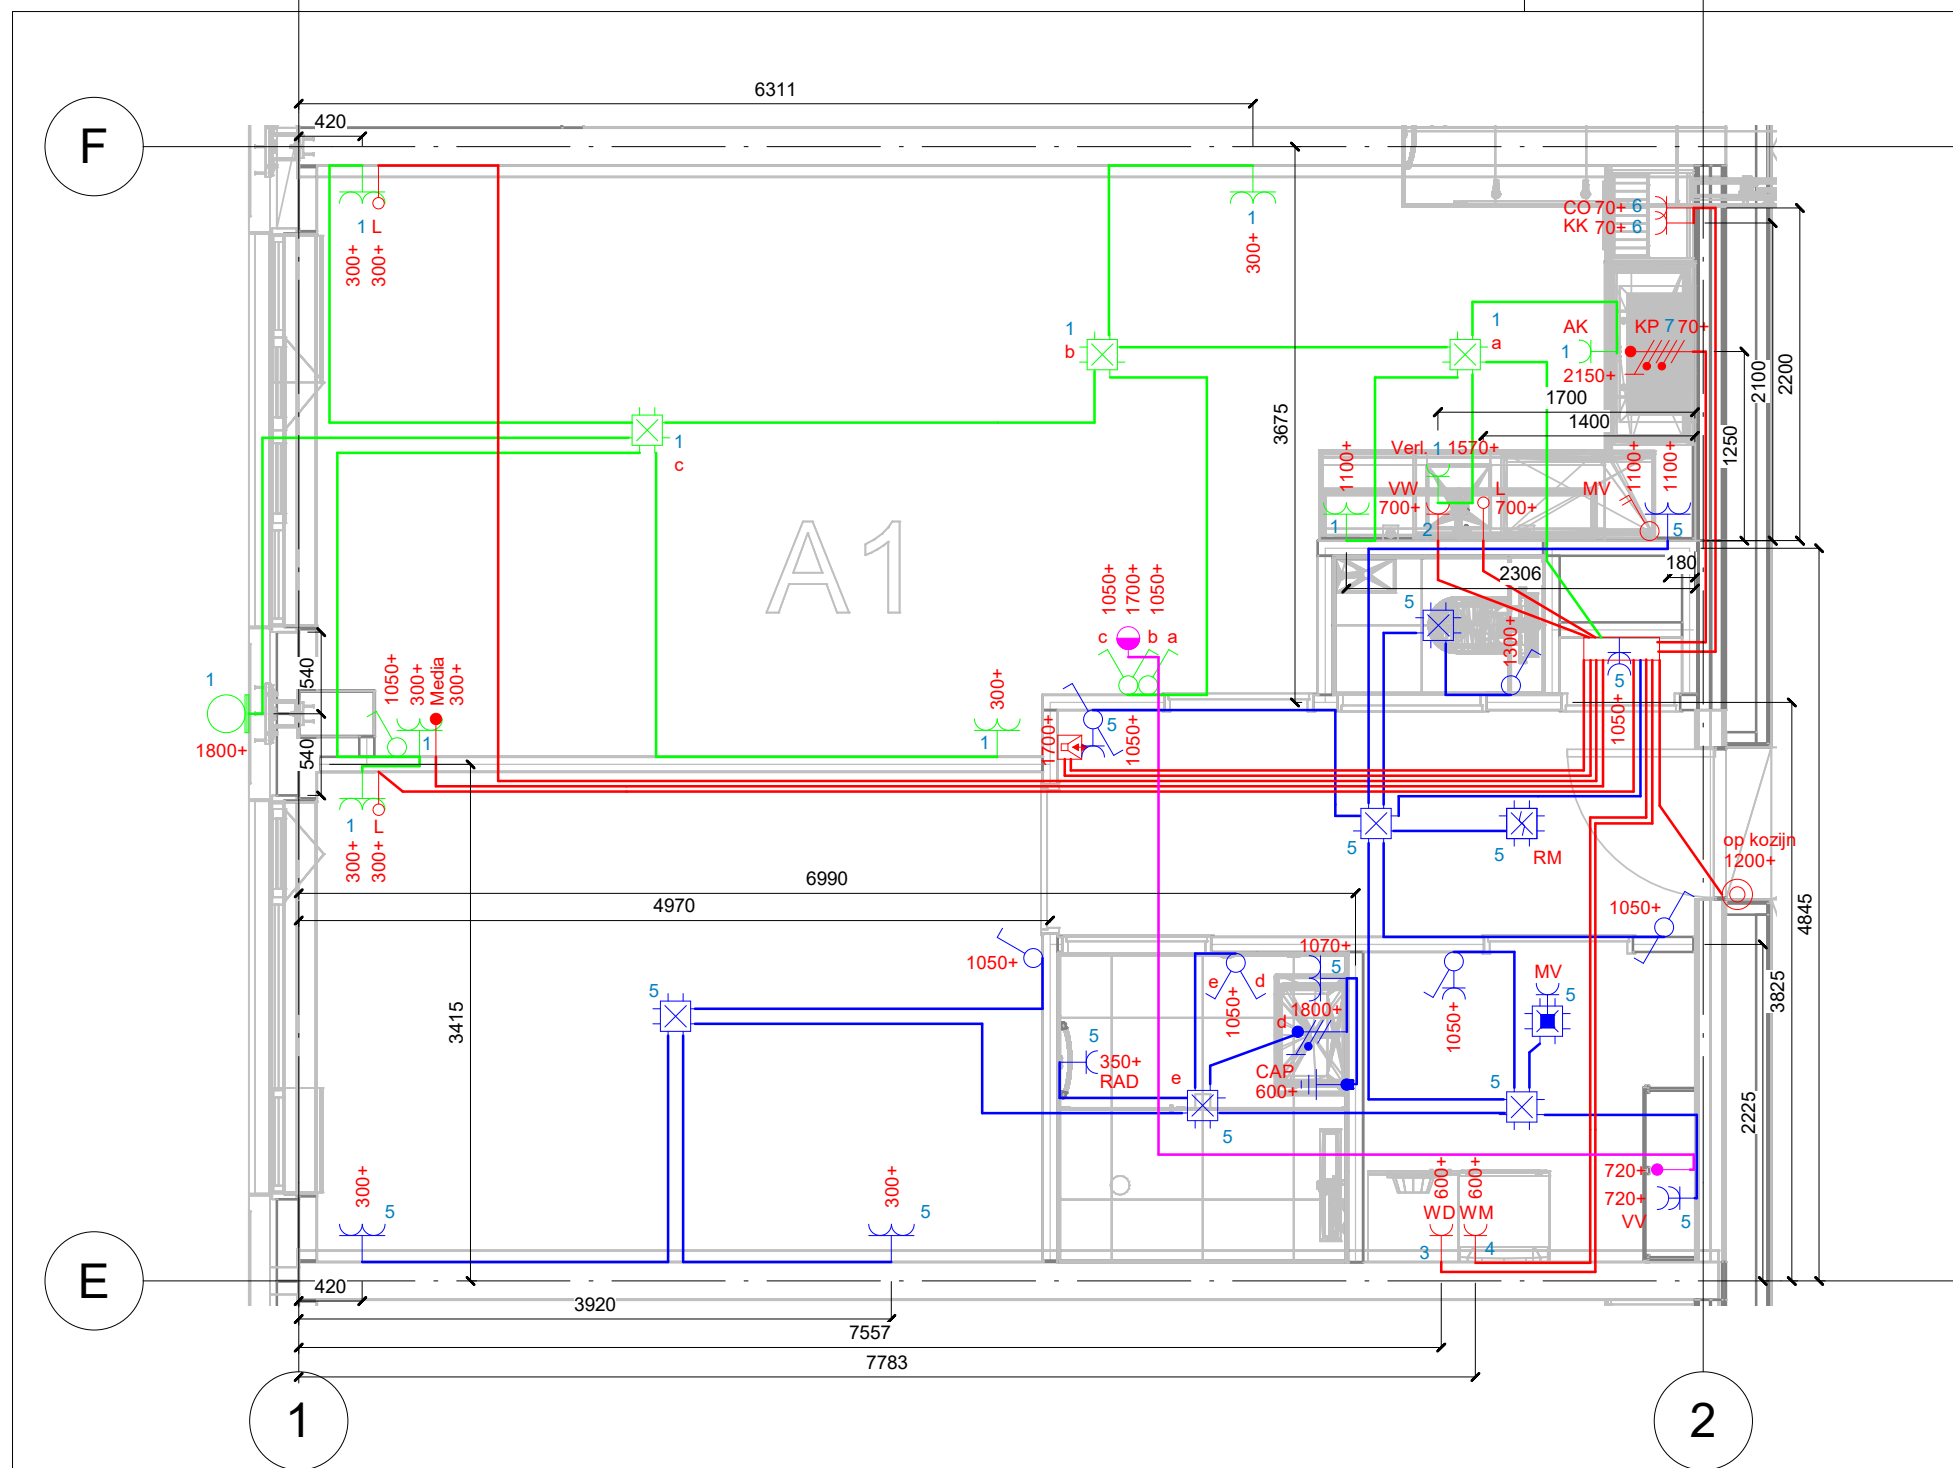 6311
420
F
1 L
300+
300+
1
300+
CO 70+ 6
KK 70+ 6
1
b
1
a
AK
1
KP 7 70+
2150+
1700
1400
2100
2200
1250
3675
1
c
1100+
Verl. 1 1570+
VW
700+
L
700+
MV
1100+
1100+
1
2
5
A1
2306
180
1050+
1700+
1050+
c
b a
5
1300+
5
1050+
540
540
1
1800+
1050+
300+
Media
300+
1
300+
1
1700+
5
1050+
1 L
300+
300+
5
5
RM
op kozijn
1200+
6990
4970
4845
3825
2225
3415
1050+
1050+
1070+
5
e
d
1050+
1800+
d
1050+
MV
5
5
5
350+
RAD
e
CAP
600+
5
5
300+
5
300+
5
600+
600+
WD WM
3
4
720+
720+
VV
5
E
420
3920
7557
7783
1
2